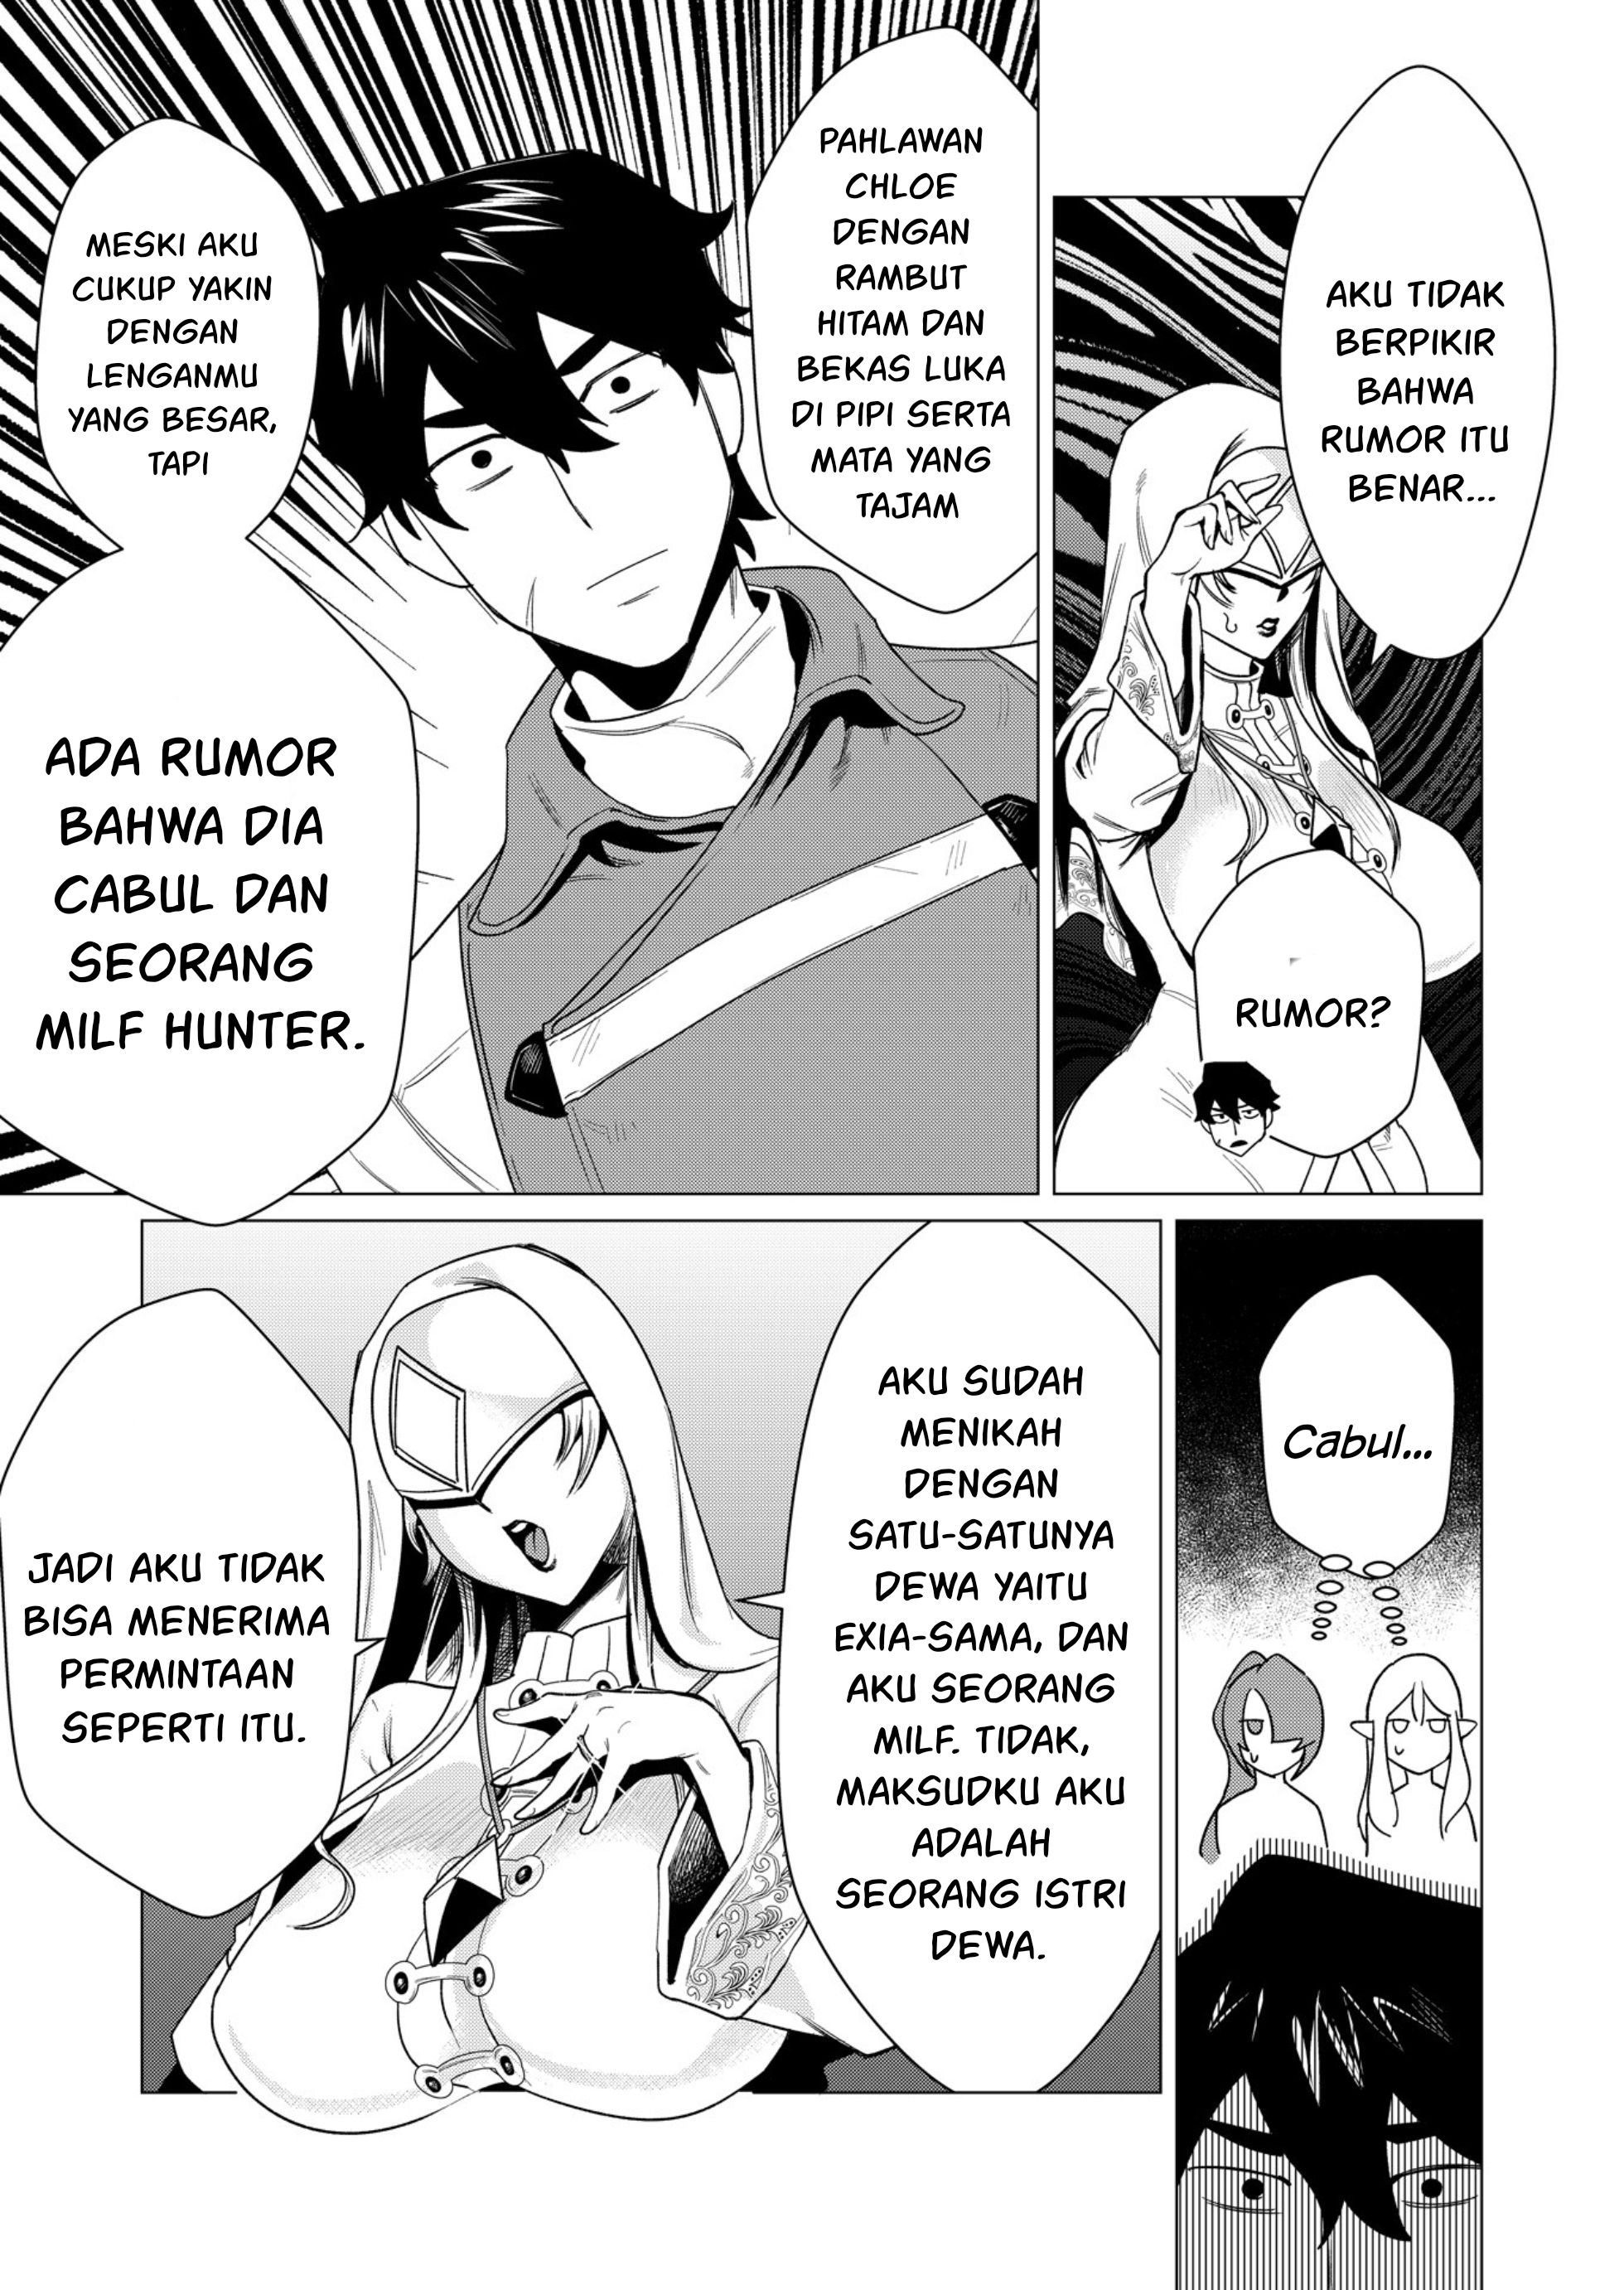 AKU TIDAK
BERPIKIR
BAHWA
RUMOR ITU
BENAR...
RUMOR?
PAHLAWAN
CHLOE
DENGAN
RAMBUT
HITAM DAN
BEKAS LUKA
DI PIPI SERTA
MATA YANG
TAJAM
MESKI AKU
CUKUP YAKIN
DENGAN
LENGANMU
YANG BESAR,
TAPI
ADA RUMOR
BAHWA DIA
CABUL DAN
SEORANG
MILF HUNTER.
Cabul...
AKU SUDAH
MENIKAH
DENGAN
SATU-SATUNYA
DEWA YAITU
EXIA-SAMA, DAN
AKU SEORANG
MILF. TIDAK,
MAKSUDKU AKU
ADALAH
SEORANG ISTRI
DEWA.
JADI AKU TIDAK
BISA MENERIMA
PERMINTAAN
SEPERTI ITU.